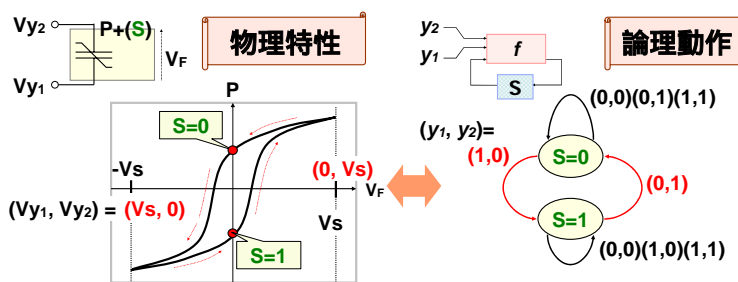 Vy2
P+(S)
VF
Vy1
物理特性
y2
y1
f
S
論理動作
P
S=0
-Vs
(0, Vs)
VF
(Vy1, Vy2) = (Vs, 0)
Vs
S=1
(0,0)(0,1)(1,1)
(y1, y2)=
(1,0)
S=0
(0,1)
S=1
(0,0)(1,0)(1,1)